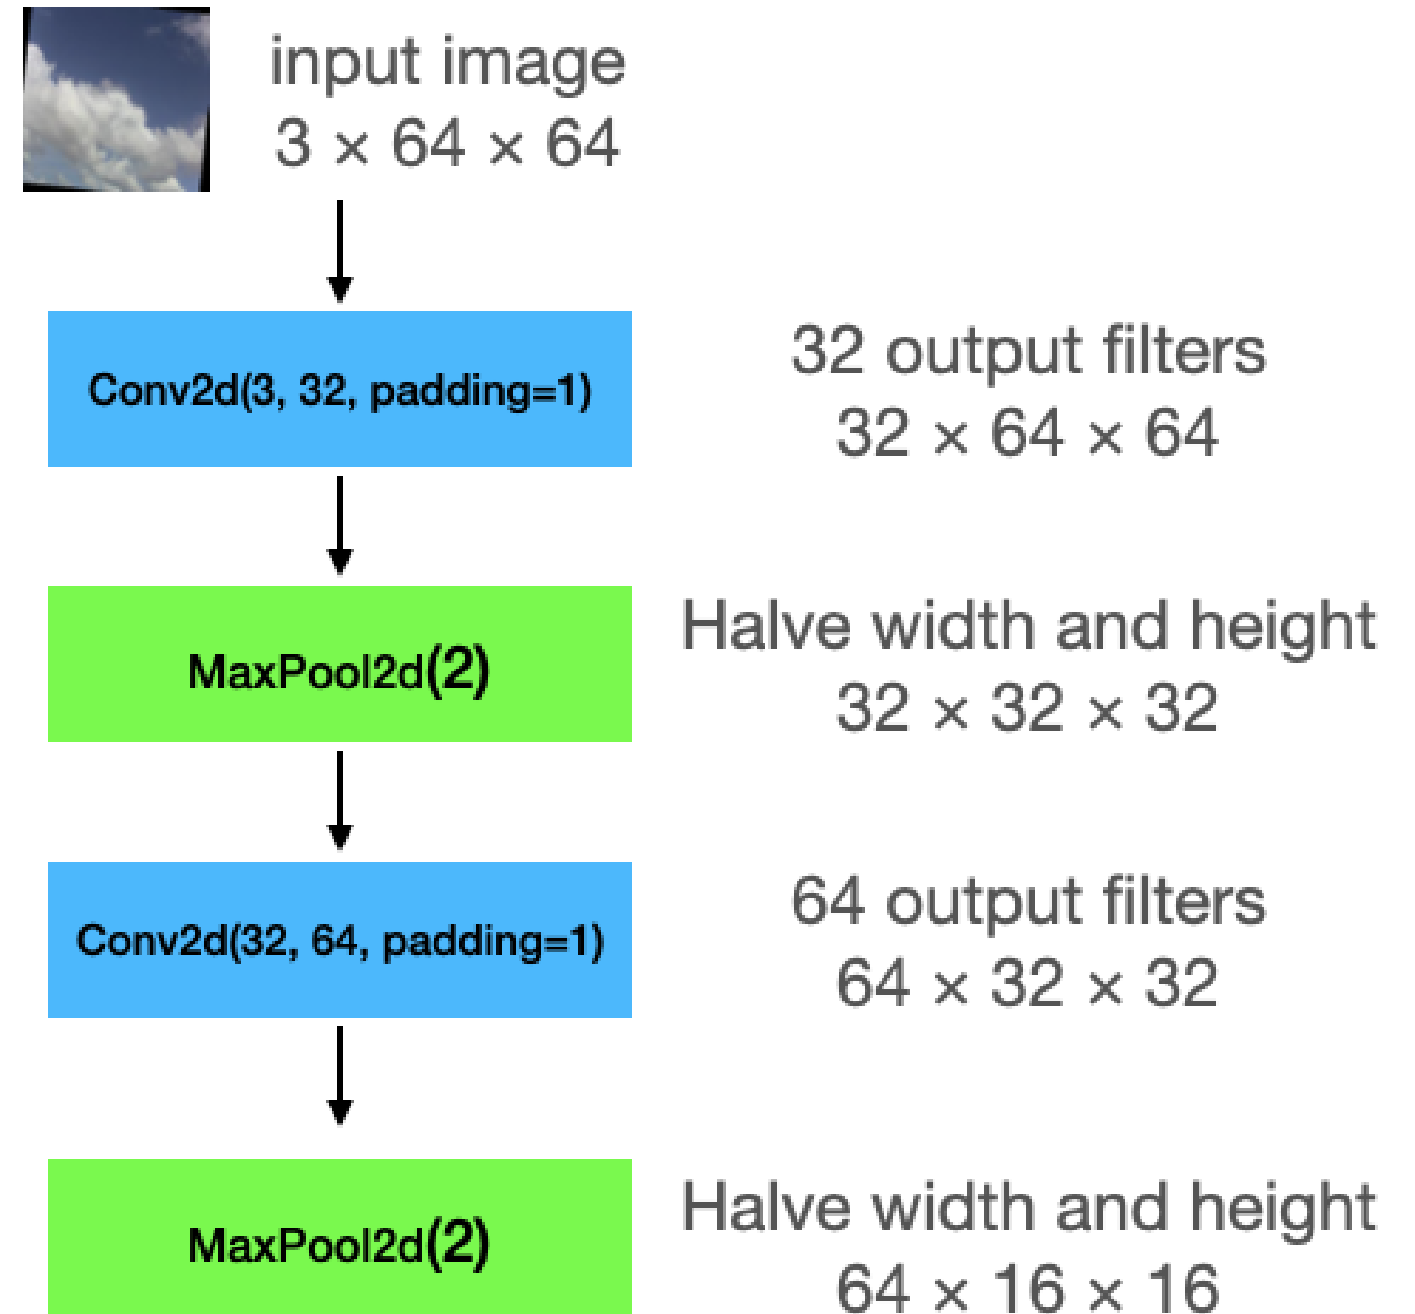 input image
3 × 64 × 64
Conv2d(3, 32, padding=1)
32 output filters
32 × 64 × 64
MaxPool2d(2)
Halve width and height
32 × 32 × 32
Conv2d(32, 64, padding=1)
64 output filters
64 × 32 × 32
MaxPool2d(2)
Halve width and height
64 × 16 × 16